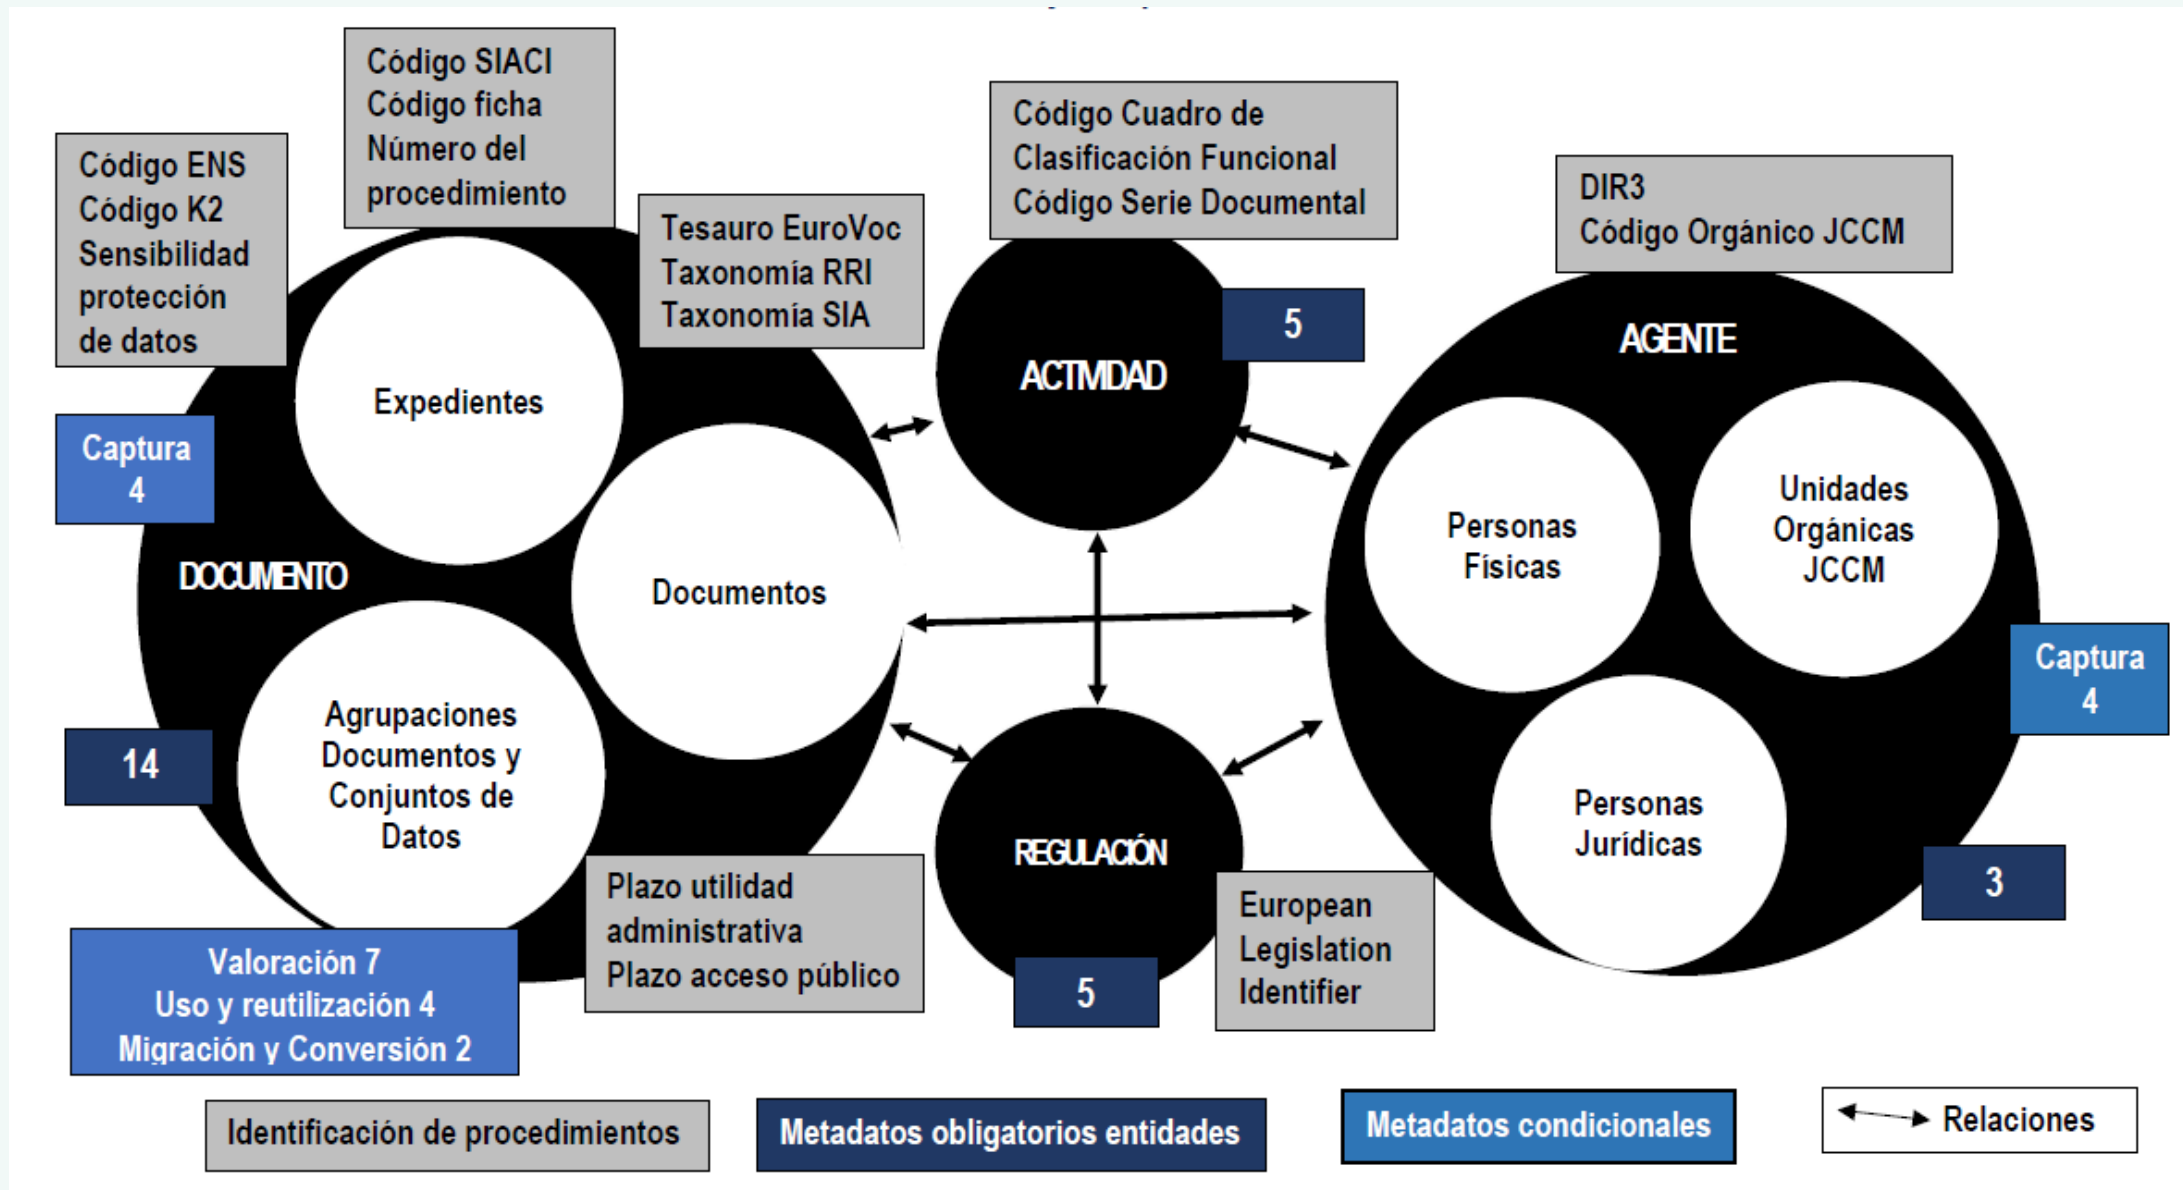 Código SIACI
Código ficha
Número del
procedimiento
Código ENS
Código K2
Sensibilidad
protección
de datos
Tesauro EuroVoc
Taxonomía RRI
Taxonomía SIA
Código Cuadro de
Clasificación Funcional
Código Serie Documental
DIR3
Código Orgánico JCCM
Expedientes
Captura
4
DOCUMENTO
Documentos
14
Agrupaciones
Documentos y
Conjuntos de
Datos
Valoración 7
Uso y reutilización 4
Migración y Conversión 2
Plazo utilidad
administrativa
Plazo acceso público
ACTIVIDAD
5
REGULACIÓN
5
European
Legislation
Identifier
AGENTE
Personas
Físicas
Unidades
Orgánicas
JCCM
Personas
Jurídicas
Captura
4
3
Identificación de procedimientos
Metadatos obligatorios entidades
Metadatos condicionales
Relaciones